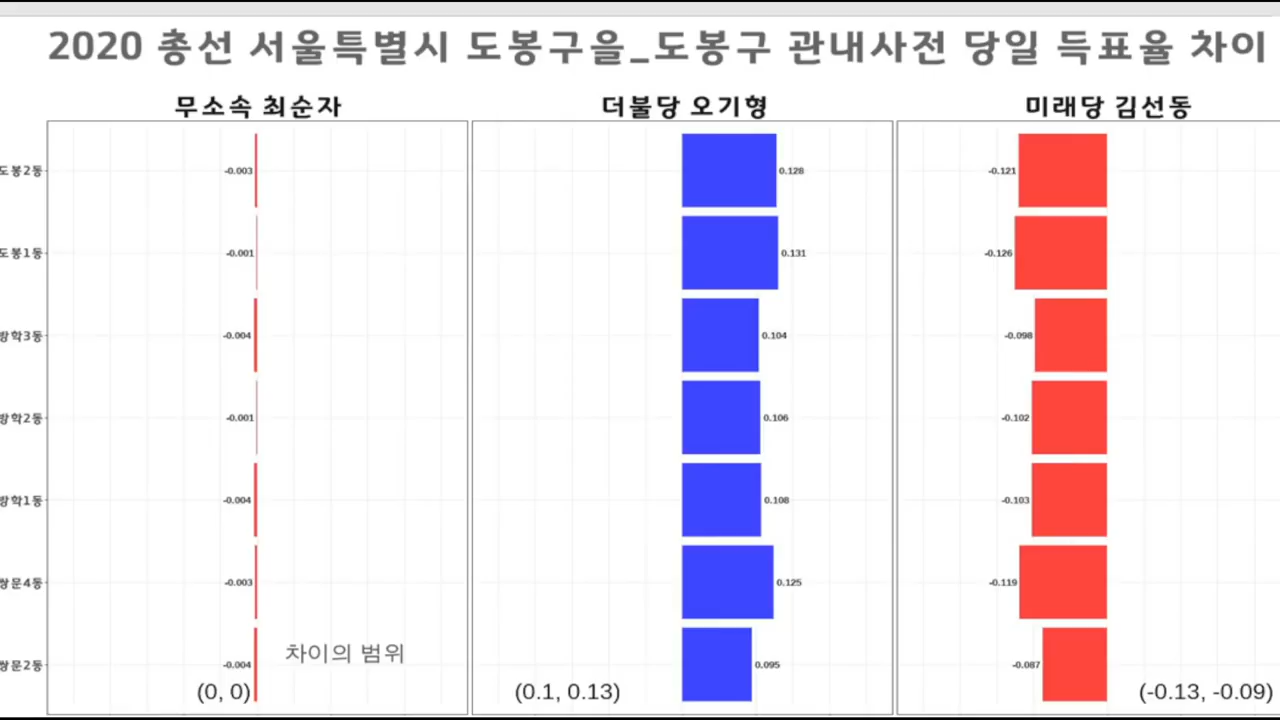 2020 총선 서울특별시 도봉구을_도봉구 관내사전 당일 득표율 차이
무소속 최순자 더불당 오기형 미래당 김선동
도봉2동 -0.003 0.128 -0.121
도봉1동 -0.001 0.131 -0.126
방학3동 -0.004 0.104 -0.098
방학2동 -0.001 0.106 -0.102
방학1동 -0.004 0.108 -0.103
쌍문4동 -0.003 0.125 -0.119
쌍문2동 -0.004 0.095 -0.087
차이의 범위
(0, 0) (0.1, 0.13) (-0.13, -0.09)